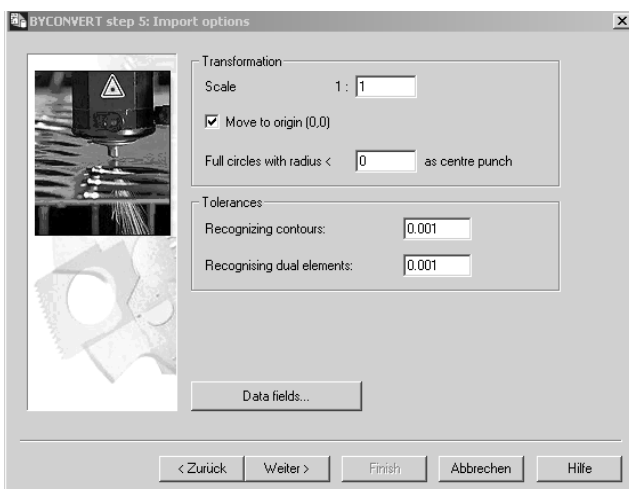 BYCONVERT step 5: Import options
Transformation
Scale 1 : 1
Move to origin (0,0)
Full circles with radius < 0 as centre punch
Tolerances
Recognizing contours: 0.001
Recognising dual elements: 0.001
Data fields...
< Zurück Weiter > Finish Abbrechen Hilfe